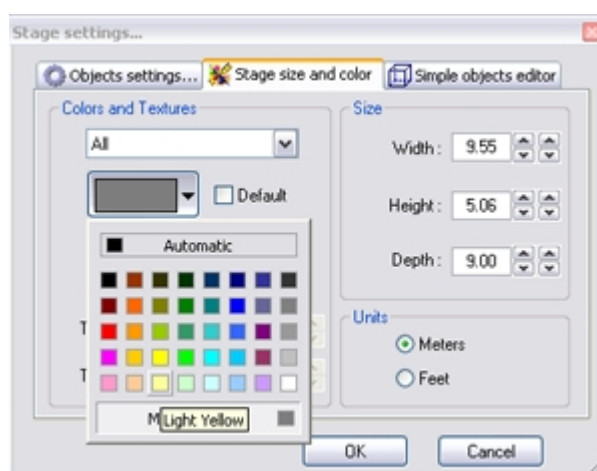 Stage settings...
Objects settings... Stage size and color Simple objects editor
Colors and Textures
All
Default
Automatic
T
T
M
Light Yellow
Size
Width : 9.55
Height : 5.06
Depth : 9.00
Units
Meters
Feet
OK Cancel